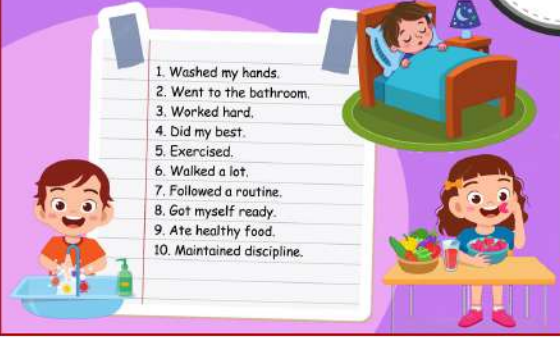 1. Washed my hands.
2. Went to the bathroom.
3. Worked hard.
4. Did my best.
5. Exercised.
6. Walked a lot.
7. Followed a routine.
8. Got myself ready.
9. Ate healthy food.
10. Maintained discipline.